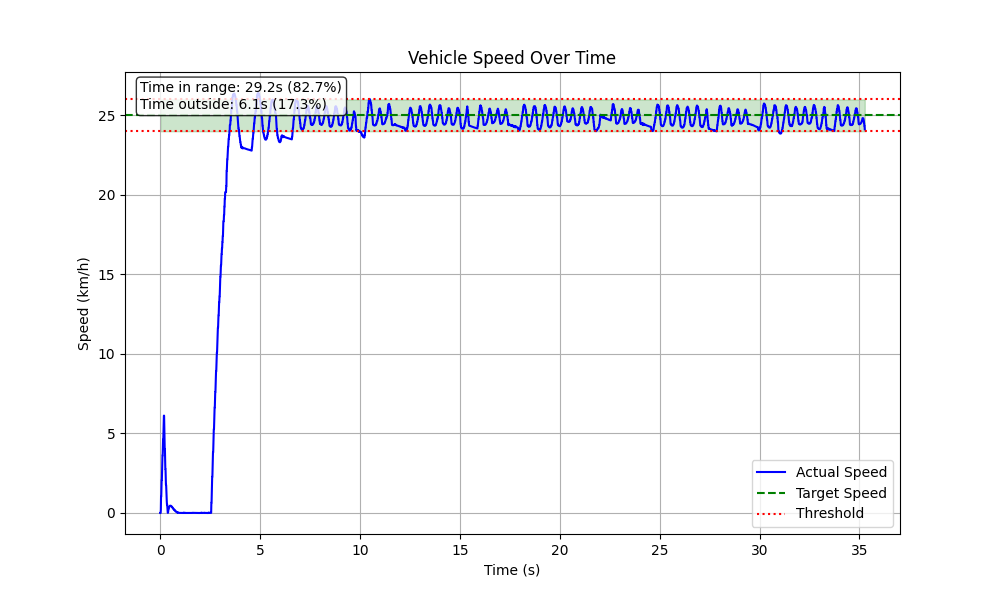 Vehicle Speed Over Time
Time in range: 29.2s (82.7%)
Time outside: 6.1s (17.3%)
25
20
15
10
5
0
Speed (km/h)
Actual Speed
Target Speed
Threshold
0 5 10 15 20 25 30 35
Time (s)